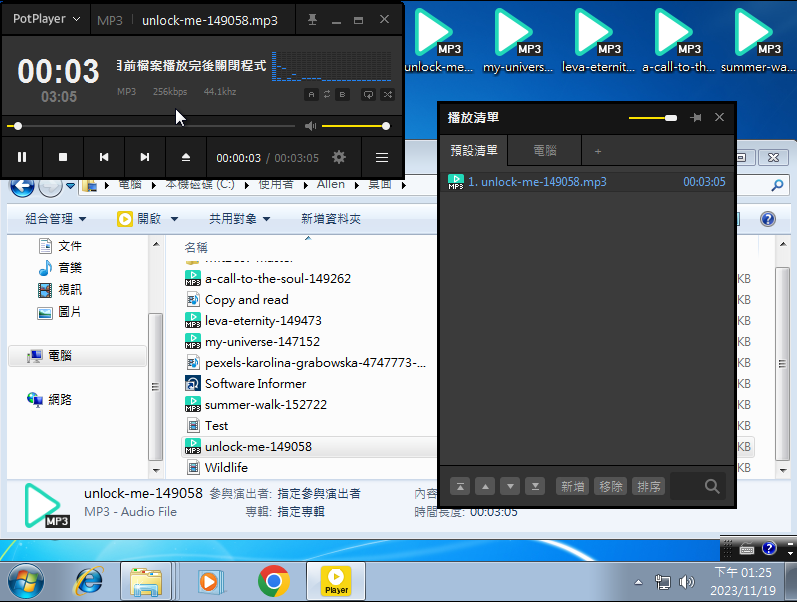 PotPlayer
MP3
unlock-me-149058.mp3
00:03
03:05
目前檔案播放完後關閉程式
MP3 256kbps 44.1khz
A B
00:00:03 / 00:03:05
MP3 MP3 MP3 MP3 MP3
unlock-me... my-univers... leva-eternit... a-call-to-th... summer-wa...
播放清單
預設清單 電腦 +
MP3 1. unlock-me-149058.mp3 00:03:05
新增 移除 排序
電腦 本機磁碟 (C:) 使用者 Allen 桌面
組合管理 開啟 共用對象 新增資料夾
文件
音樂
視訊
圖片
電腦
網路
名稱
a-call-to-the-soul-149262
Copy and read
leva-eternity-149473
my-universe-147152
pexels-karolina-grabowska-4747773-...
Software Informer
summer-walk-152722
Test
unlock-me-149058
Wildlife
KB
KB
KB
KB
KB
KB
KB
KB
KB
KB
MP3
unlock-me-149058 參與演出者: 指定參與演出者
MP3 - Audio File 專輯: 指定專輯
內容
時間長度: 00:03:05
Player
下午 01:25
2023/11/19